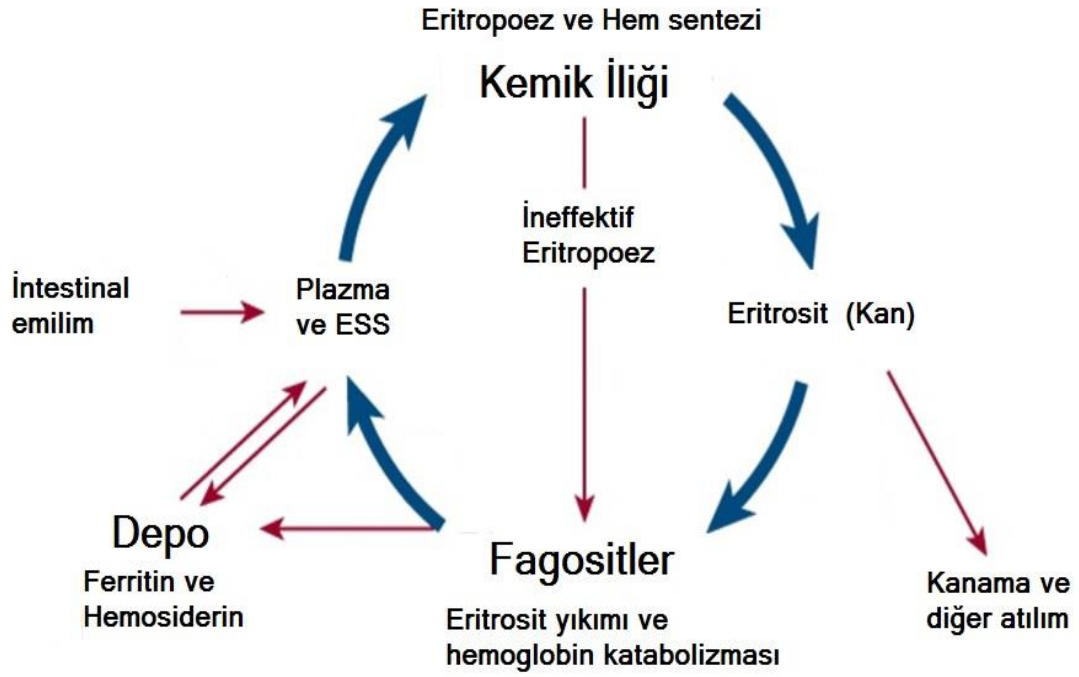 Eritropoez ve Hem sentezi
Kemik İliği
İneffektif
Eritropoez
İntestinal
emilim
Plazma
ve ESS
Eritrosit (Kan)
Depo
Ferritin ve
Hemosiderin
Fagositler
Eritrosit yıkımı ve
hemoglobin katabolizması
Kanama ve
diğer atılım